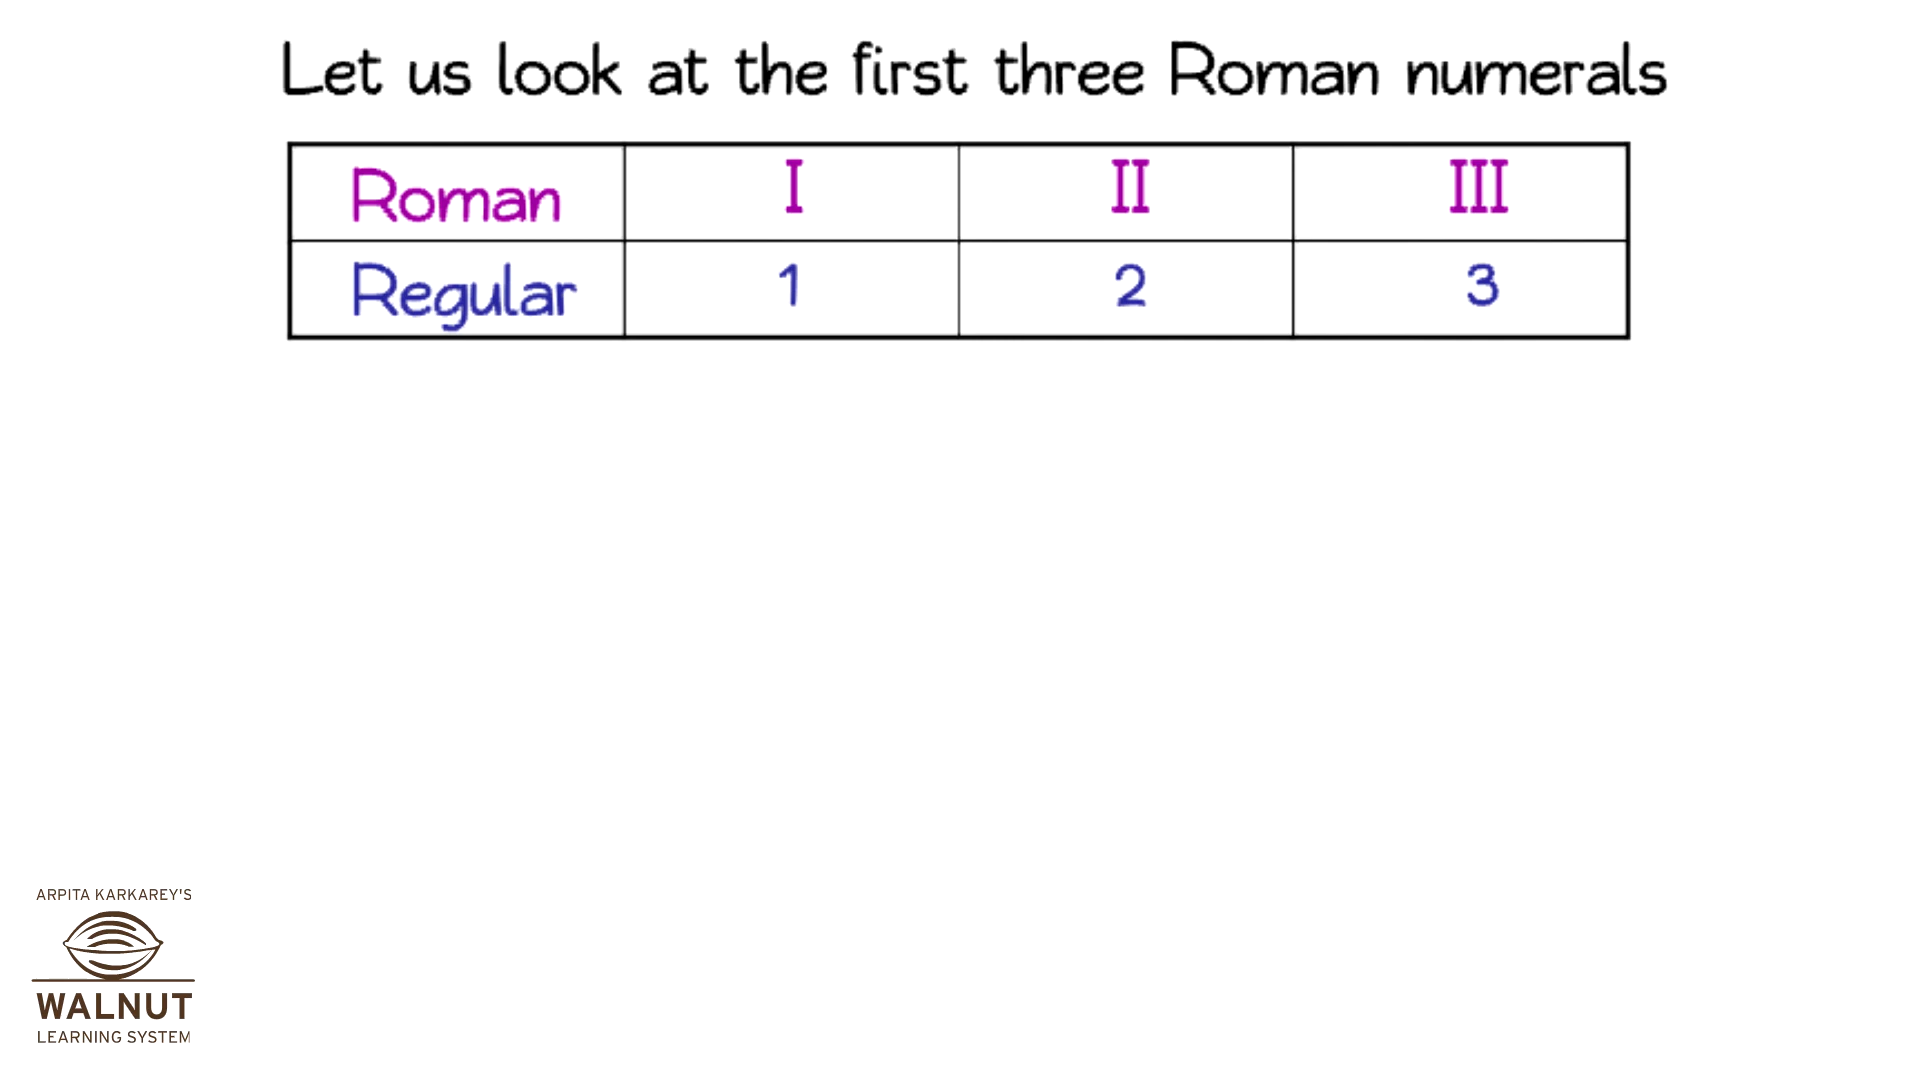 Let us look at the first three Roman numerals
Roman I II III
Regular 1 2 3
ARPITA KARKAREY'S
WALNUT
LEARNING SYSTEM